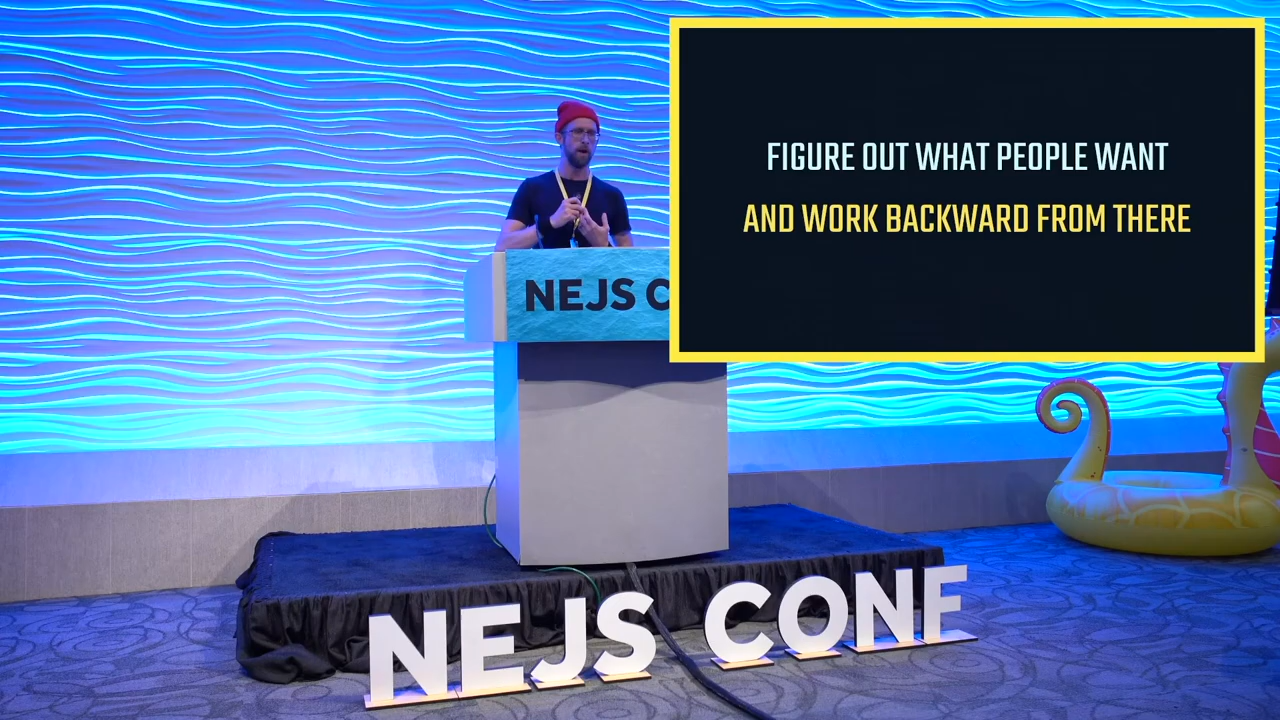 FIGURE OUT WHAT PEOPLE WANT
AND WORK BACKWARD FROM THERE
NEJS C
NEJS CONF